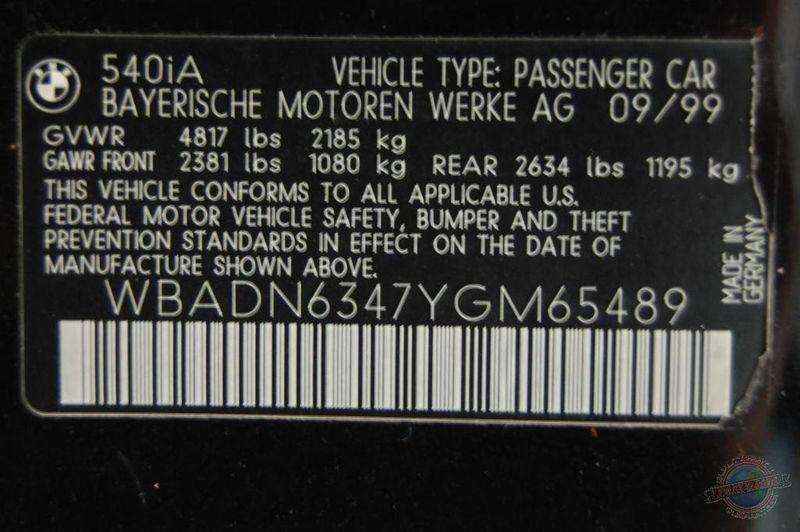 540iA VEHICLE TYPE: PASSENGER CAR
BAYERISCHE MOTOREN WERKE AG 09/99
GVWR 4817 lbs 2185 kg
GAWR FRONT 2381 lbs 1080 kg REAR 2634 lbs 1195 kg
THIS VEHICLE CONFORMS TO ALL APPLICABLE U.S.
FEDERAL MOTOR VEHICLE SAFETY, BUMPER AND THEFT
PREVENTION STANDARDS IN EFFECT ON THE DATE OF
MANUFACTURE SHOWN ABOVE.
WBADN6347YGM65489
MADE IN
GERMANY